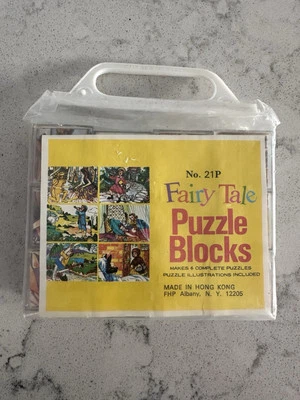 No. 21P
Fairy Tale
Puzzle
Blocks
MAKES 6 COMPLETE PUZZLES
PUZZLE ILLUSTRATIONS INCLUDED
MADE IN HONG KONG
FHP Albany, N. Y. 12205